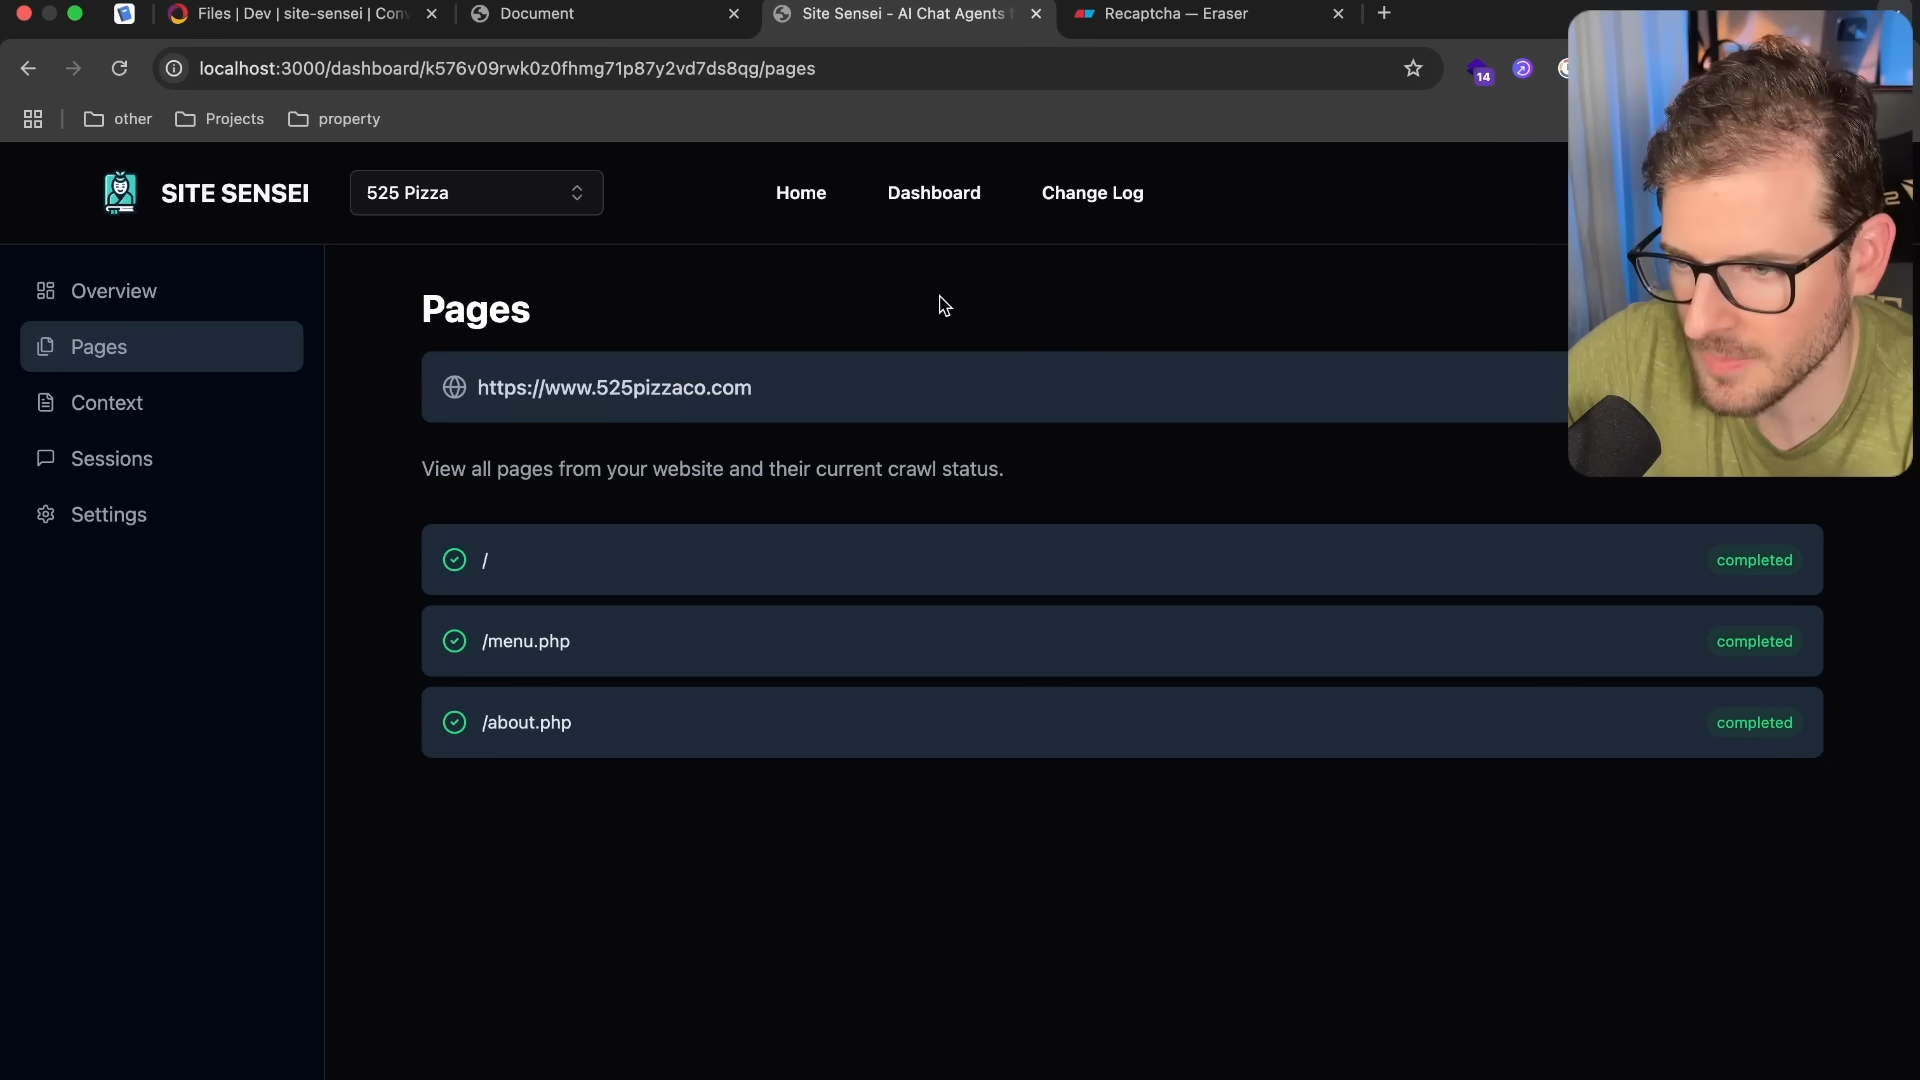 Files | Dev | site-sensei | Con
Document
Site Sensei - AI Chat Agents
Recaptcha — Eraser
localhost:3000/dashboard/k576v09rwk0z0fhmg71p87y2vd7ds8qg/pages
14
other
Projects
property
SITE SENSEI
525 Pizza
Home
Dashboard
Change Log
Overview
Pages
Context
Sessions
Settings
Pages
https://www.525pizzaco.com
View all pages from your website and their current crawl status.
/
completed
/menu.php
completed
/about.php
completed